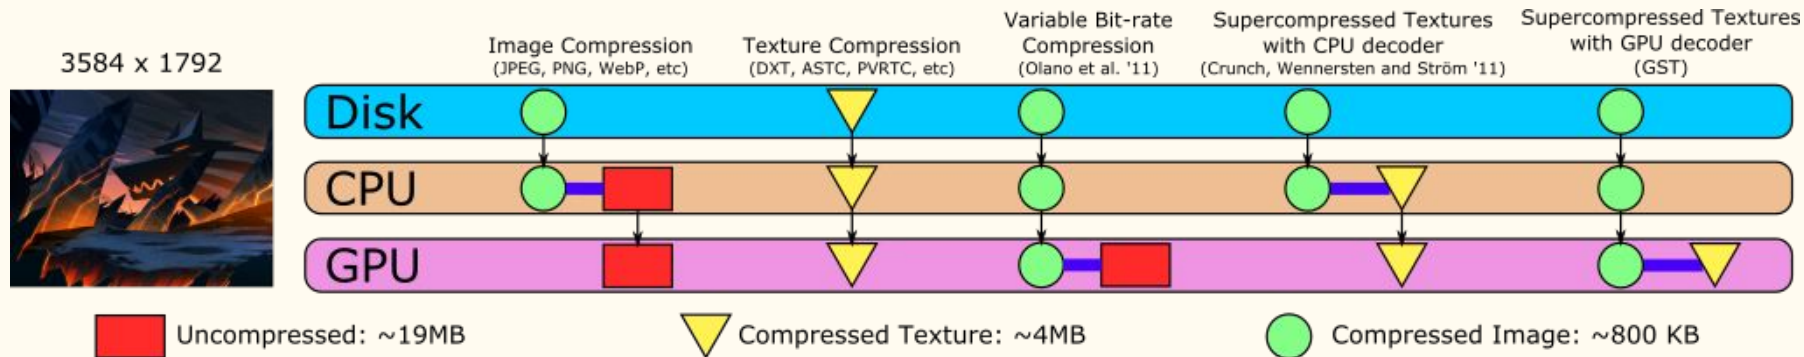 3584 x 1792
Image Compression
(JPEG, PNG, WebP, etc)
Texture Compression
(DXT, ASTC, PVRTC, etc)
Variable Bit-rate
Compression
(Olano et al. '11)
Supercompressed Textures
with CPU decoder
(Crunch, Wennersten and Ström '11)
Supercompressed Textures
with GPU decoder
(GST)
Disk
CPU
GPU
Uncompressed: ~19MB
Compressed Texture: ~4MB
Compressed Image: ~800 KB